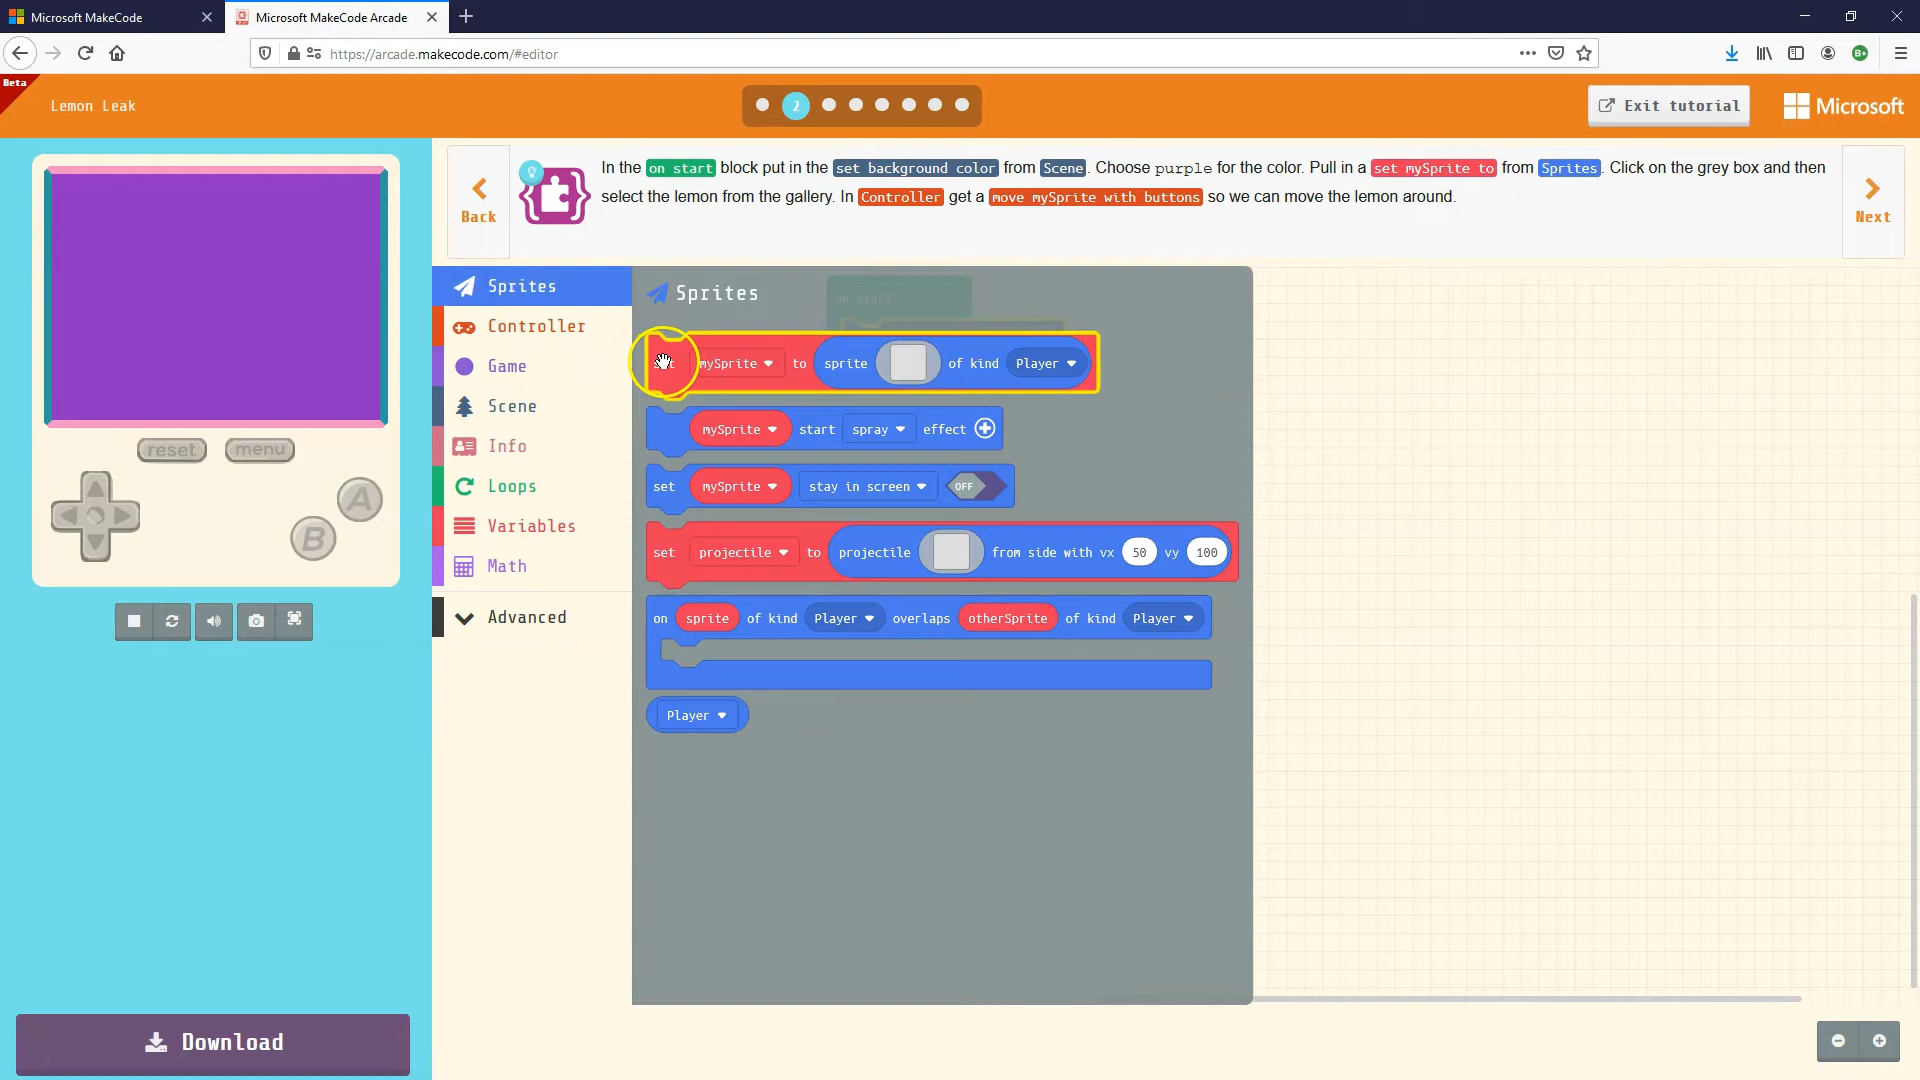 Microsoft MakeCode
Microsoft MakeCode Arcade
https://arcade.makecode.com/#editor
Beta
Lemon Leak
2
Exit tutorial
Microsoft
Back
In the on start block put in the set background color from Scene. Choose purple for the color. Pull in a set mySprite to from Sprites. Click on the grey box and then
select the lemon from the gallery. In Controller get a move mySprite with buttons so we can move the lemon around.
Next
reset
menu
A
B
Download
Sprites
Controller
Game
Scene
Info
Loops
Variables
Math
Advanced
Sprites
mySprite to sprite of kind Player
mySprite start spray effect
set mySprite stay in screen OFF
set projectile to projectile from side with vx 50 vy 100
on sprite of kind Player overlaps otherSprite of kind Player
Player